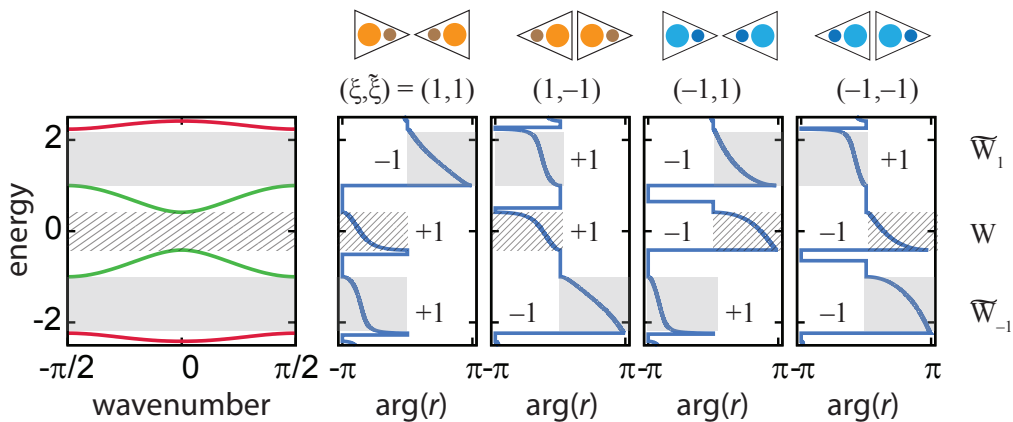 (ξ,ξ̃) = (1,1) (1,−1) (−1,1) (−1,−1)
energy
2
0
-2
-π/2 0 π/2
wavenumber
−1 +1 −1 +1 W̃₁
+1 +1 −1 −1 W
+1 −1 +1 −1 W̃₋₁
-π π -π π -π π -π π
arg(r) arg(r) arg(r) arg(r)